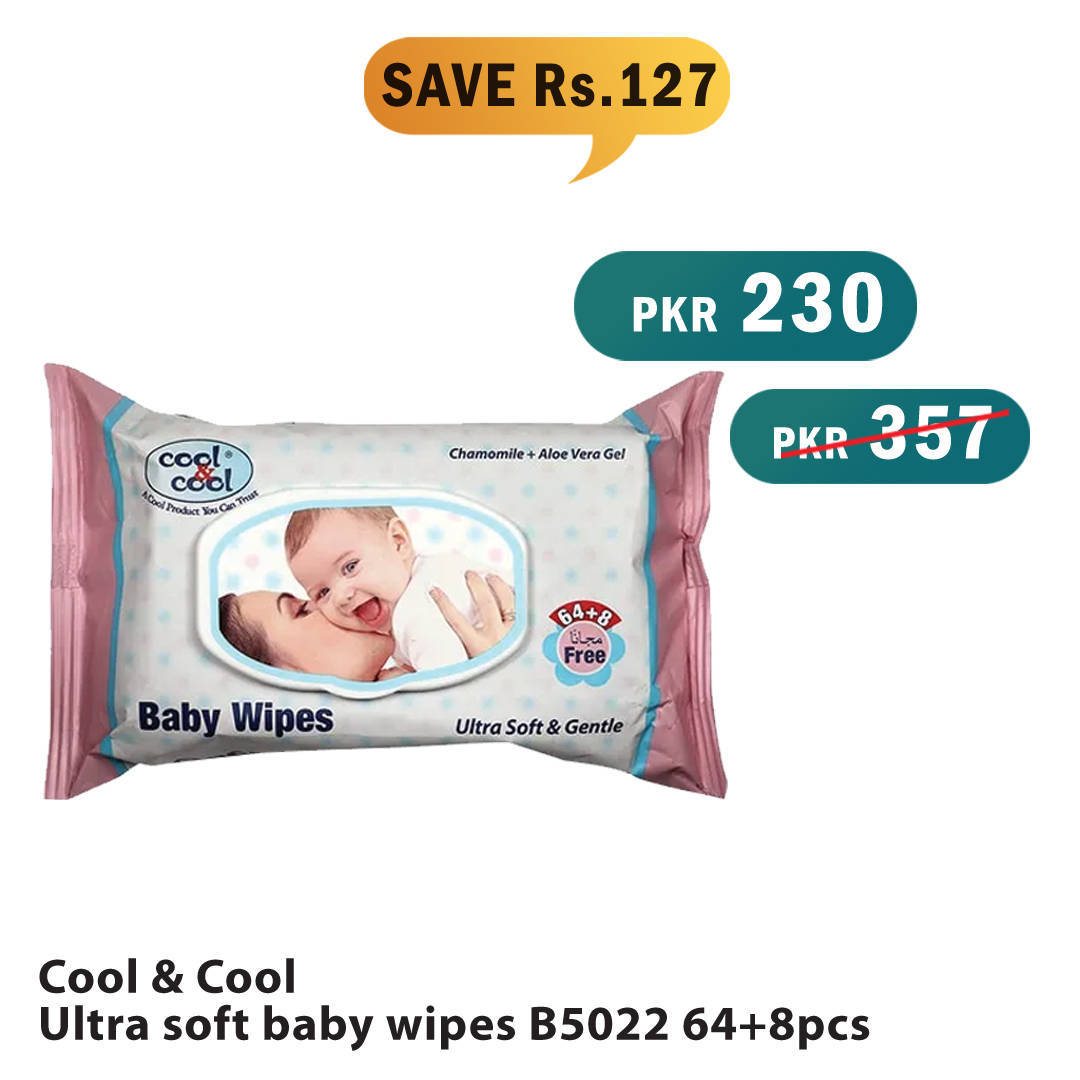 SAVE Rs.127
PKR 230
PKR 357
cool®
&
cool
A Cool Product You Can Trust
Chamomile + Aloe Vera Gel
64+8
مجانًا
Free
Baby Wipes
Ultra Soft & Gentle
Cool & Cool
Ultra soft baby wipes B5022 64+8pcs